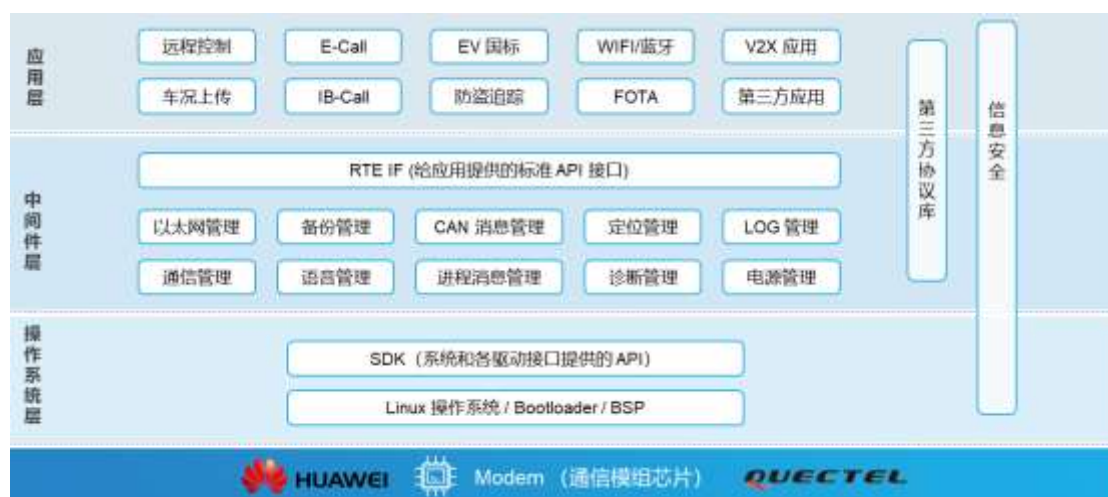 应用层
远程控制
E-Call
EV 国标
WIFI/蓝牙
V2X 应用
车况上传
IB-Call
防盗追踪
FOTA
第三方应用
中间件层
RTE IF (给应用提供的标准 API 接口)
以太网管理
备份管理
CAN 消息管理
定位管理
LOG 管理
通信管理
语音管理
进程消息管理
诊断管理
电源管理
第三方协议库
信息安全
操作系统层
SDK（系统和各驱动接口提供的 API）
Linux 操作系统 / Bootloader / BSP
HUAWEI
Modem （通信模组芯片）
QUECTEL